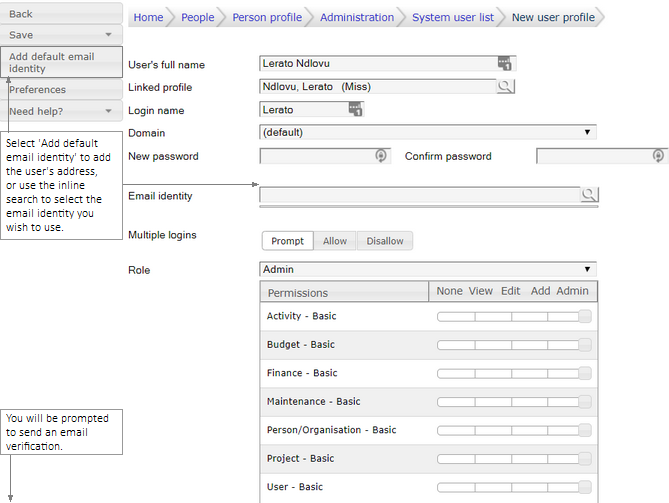 Back
Save
Add default email
identity
Preferences
Need help?
Select 'Add default
email identity' to add
the user's address,
or use the inline
search to select the
email identity you
wish to use.
You will be prompted
to send an email
verification.
Home People Person profile Administration System user list New user profile
User's full name Lerato Ndlovu
Linked profile Ndlovu, Lerato (Miss)
Login name Lerato
Domain (default)
New password Confirm password
Email identity
Multiple logins Prompt Allow Disallow
Role Admin
Permissions None View Edit Add Admin
Activity - Basic
Budget - Basic
Finance - Basic
Maintenance - Basic
Person/Organisation - Basic
Project - Basic
User - Basic